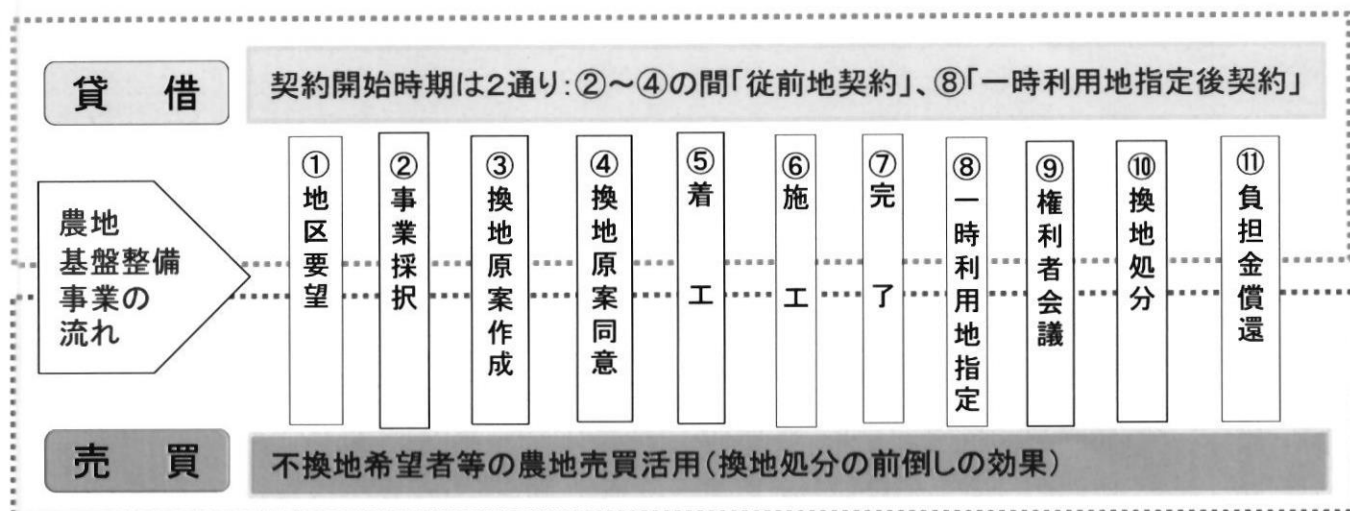 貸 借
契約開始時期は2通り:②～④の間「従前地契約」、⑧「一時利用地指定後契約」
農地
基盤整備
事業の
流れ
①地区要望
②事業採択
③換地原案作成
④換地原案同意
⑤着工
⑥施工
⑦完了
⑧一時利用地指定
⑨権利者会議
⑩換地処分
⑪負担金償還
売 買
不換地希望者等の農地売買活用(換地処分の前倒しの効果)